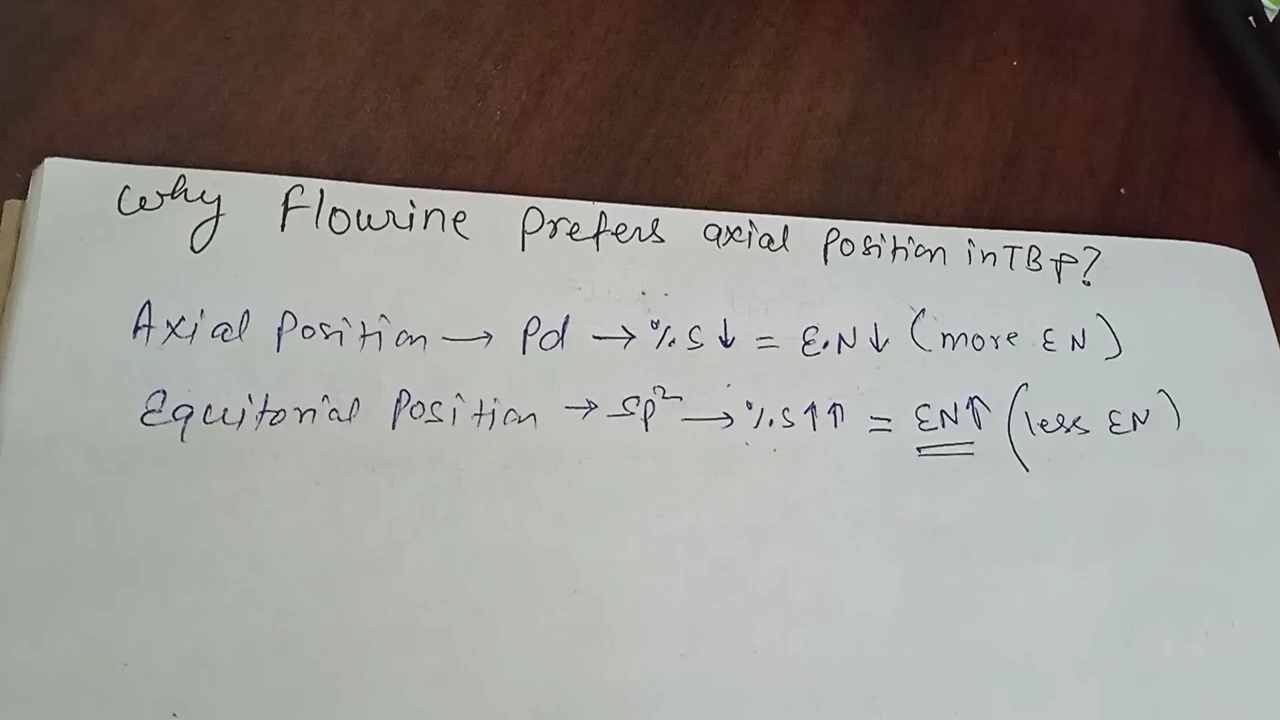 Why Flourine Prefers axial Position in TBP?
Axial Position → Pd → %S↓ = E.N↓ (more EN)
Equitorial Position → sp² → %S↑↑ = EN↑ (less EN)